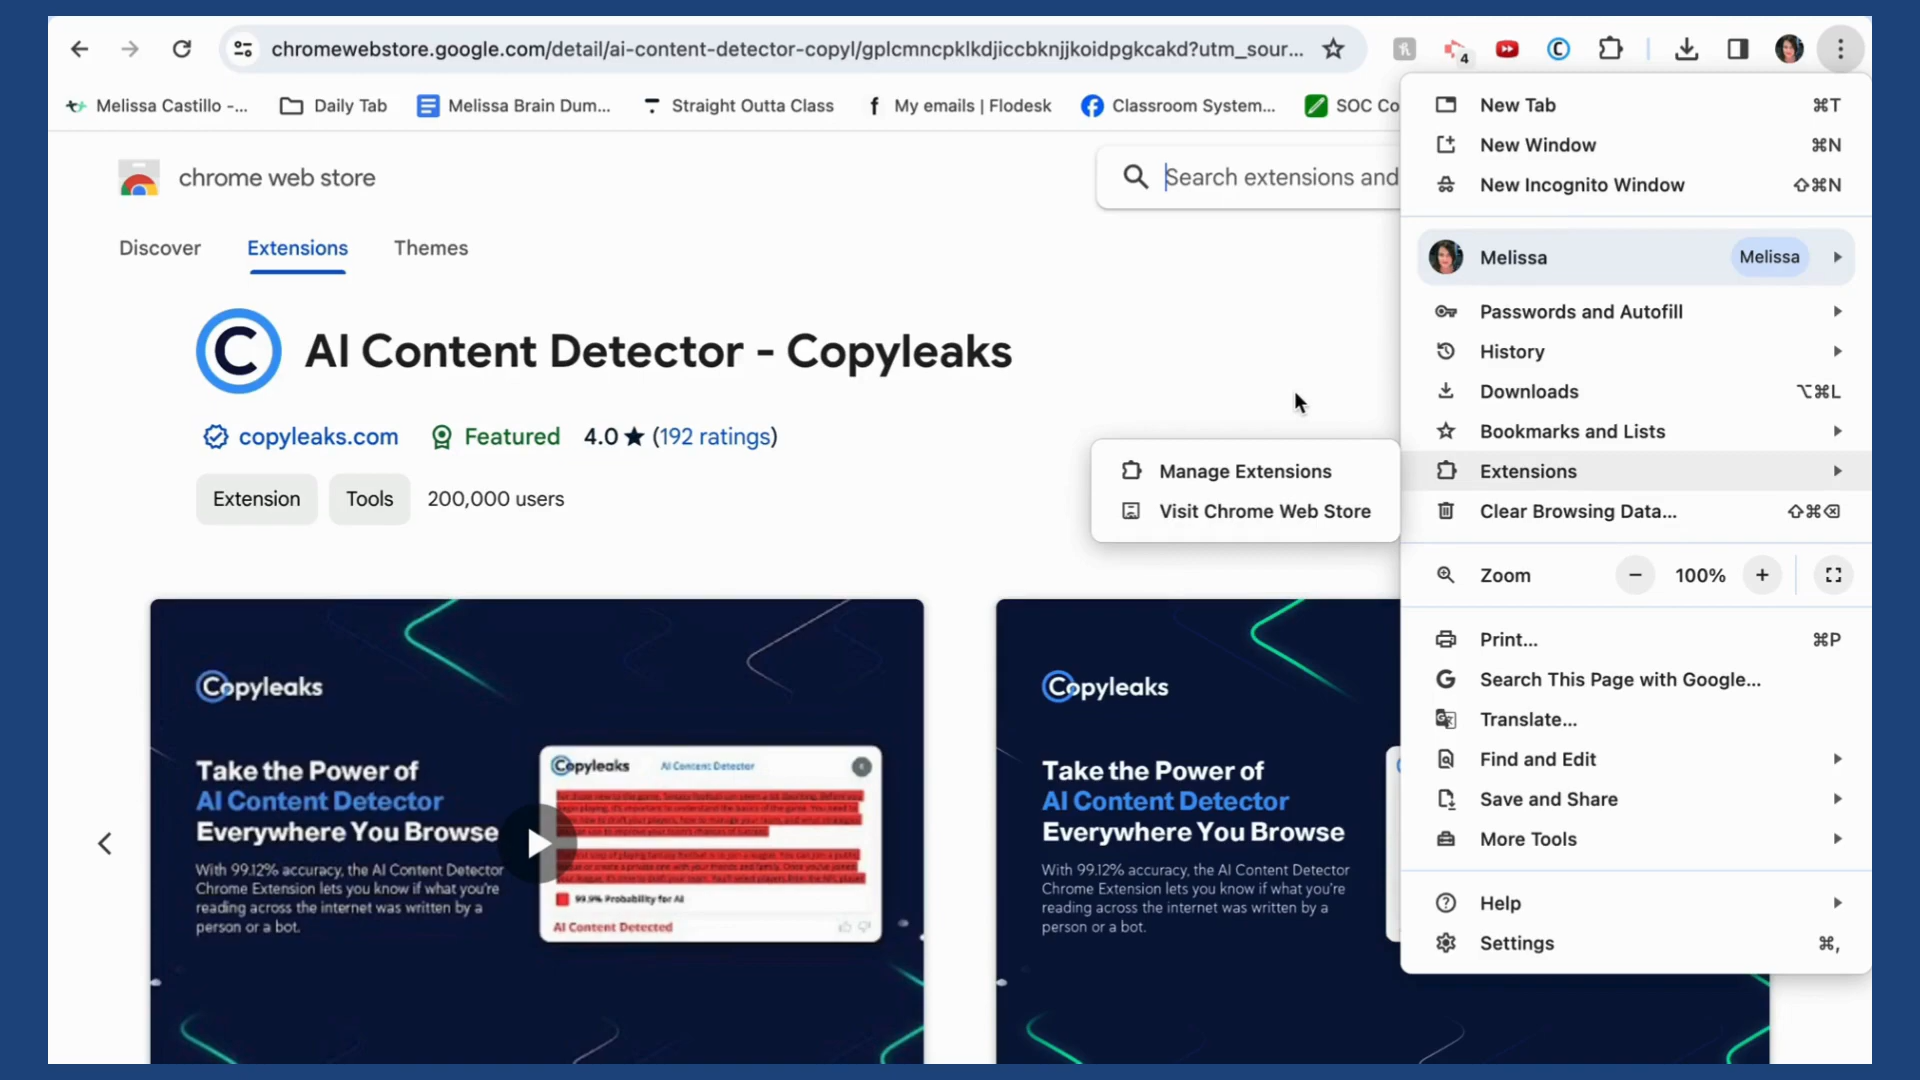 chromewebstore.google.com/detail/ai-content-detector-copyl/gplcmncpklkdjiccbknjjkoidpgkcakd?utm_sour...
4
Melissa Castillo -...
Daily Tab
Melissa Brain Dum...
Straight Outta Class
My emails | Flodesk
Classroom System...
SOC Co
chrome web store
Search extensions and
Discover
Extensions
Themes
AI Content Detector - Copyleaks
copyleaks.com
Featured
4.0 ★ (192 ratings)
Extension
Tools
200,000 users
Manage Extensions
Visit Chrome Web Store
New Tab ⌘T
New Window ⌘N
New Incognito Window ⇧⌘N
Melissa Melissa
Passwords and Autofill
History
Downloads ⌥⌘L
Bookmarks and Lists
Extensions
Clear Browsing Data... ⇧⌘⌫
Zoom − 100% +
Print... ⌘P
Search This Page with Google...
Translate...
Find and Edit
Save and Share
More Tools
Help
Settings ⌘,
Copyleaks
Take the Power of
AI Content Detector
Everywhere You Browse
With 99.12% accuracy, the AI Content Detector
Chrome Extension lets you know if what you're
reading across the internet was written by a
person or a bot.
Copyleaks AI Content Detector
99.9% Probability for AI
AI Content Detected
Copyleaks
Take the Power of
AI Content Detector
Everywhere You Browse
With 99.12% accuracy, the AI Content Detector
Chrome Extension lets you know if what you're
reading across the internet was written by a
person or a bot.